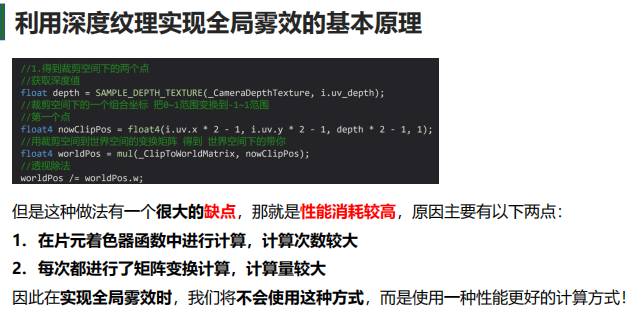 利用深度纹理实现全局雾效的基本原理
//1.得到裁剪空间下的两个点
//获取深度值
float depth = SAMPLE_DEPTH_TEXTURE(_CameraDepthTexture, i.uv_depth);
//裁剪空间下的一个组合坐标 把0~1范围变换到-1~1范围
//第一个点
float4 nowClipPos = float4(i.uv.x * 2 - 1, i.uv.y * 2 - 1, depth * 2 - 1, 1);
//用裁剪空间到世界空间的变换矩阵 得到 世界空间下的带你
float4 worldPos = mul(_ClipToWorldMatrix, nowClipPos);
//透视除法
worldPos /= worldPos.w;
但是这种做法有一个很大的缺点，那就是性能消耗较高，原因主要有以下两点：
1. 在片元着色器函数中进行计算，计算次数较大
2. 每次都进行了矩阵变换计算，计算量较大
因此在实现全局雾效时，我们将不会使用这种方式，而是使用一种性能更好的计算方式！